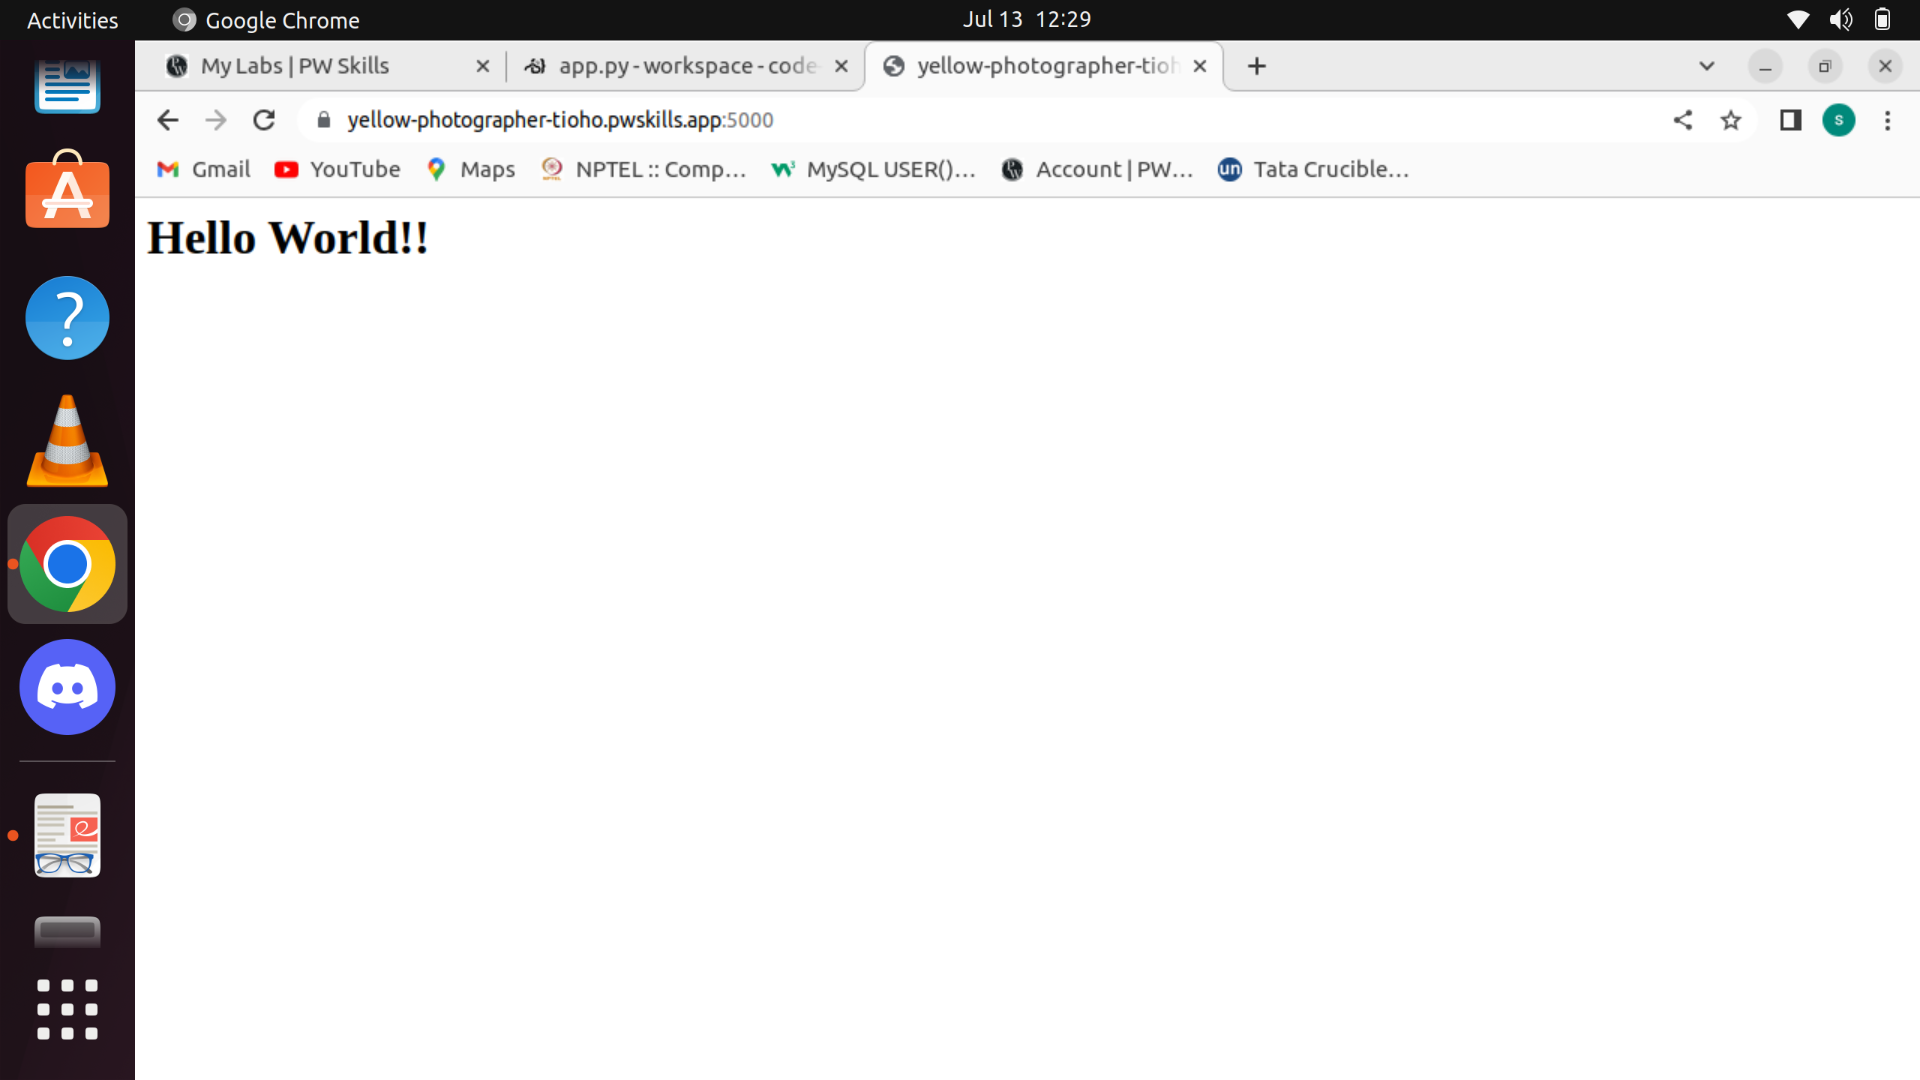 Activities Google Chrome Jul 13 12:29
My Labs | PW Skills app.py - workspace - code- yellow-photographer-tioh
yellow-photographer-tioho.pwskills.app:5000 S
Gmail YouTube Maps NPTEL :: Comp... MySQL USER()... Account | PW... un Tata Crucible...
Hello World!!